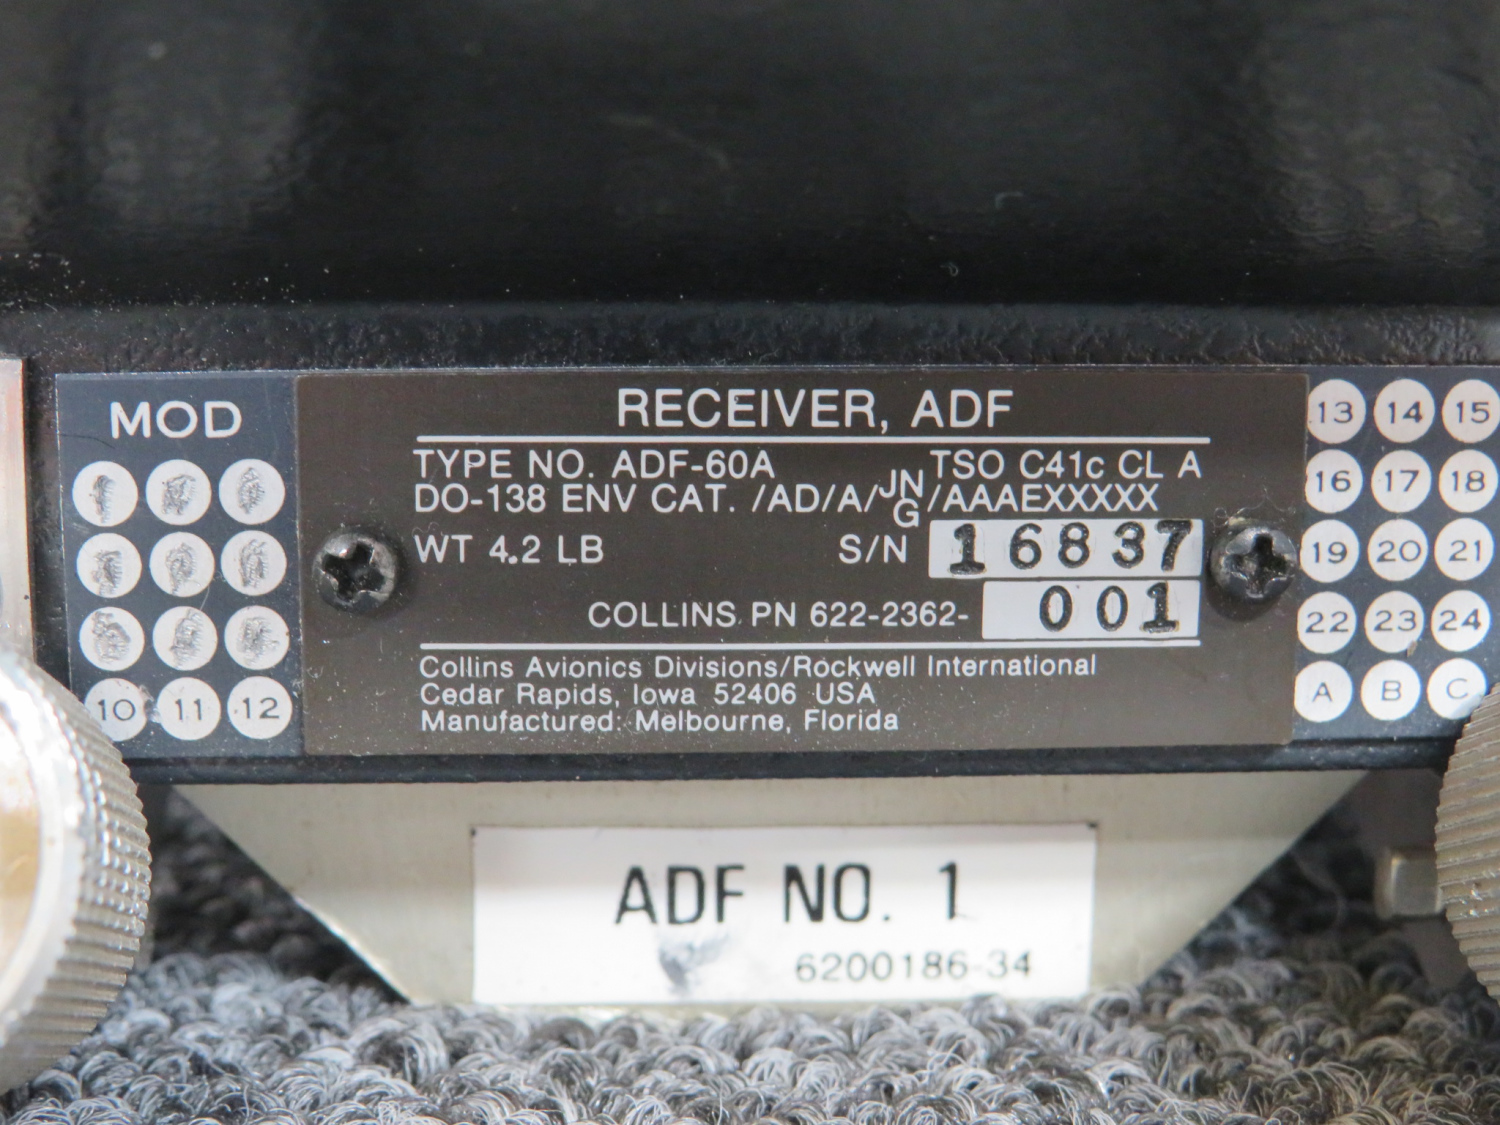 MOD
10 11 12
RECEIVER, ADF
TYPE NO. ADF-60A TSO C41c CL A
DO-138 ENV CAT. /AD/A/JN G/AAAEXXXXX
WT 4.2 LB S/N 16837
COLLINS PN 622-2362- 001
Collins Avionics Divisions/Rockwell International
Cedar Rapids, Iowa 52406 USA
Manufactured: Melbourne, Florida
13 14 15
16 17 18
19 20 21
22 23 24
A B C
ADF NO. 1
6200186-34